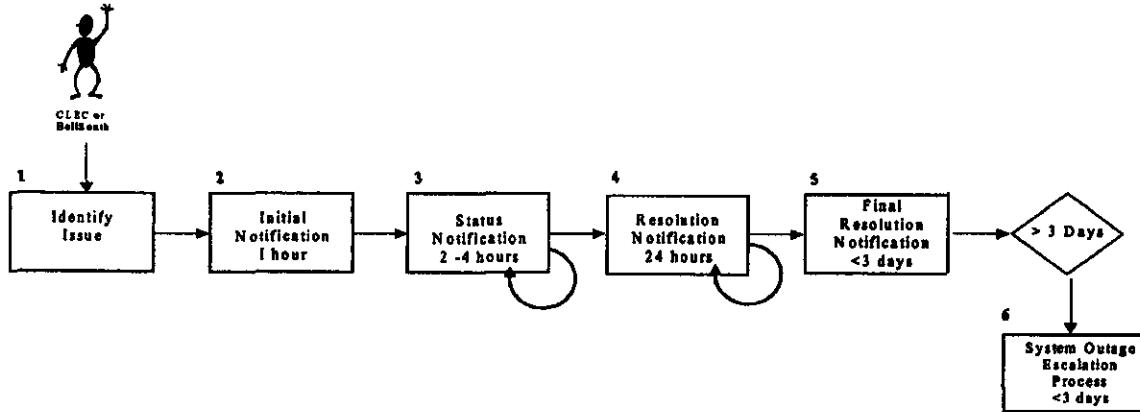 CLEC or
BellSouth
1
Identify
Issue
2
Initial
Notification
1 hour
3
Status
Notification
2 -4 hours
4
Resolution
Notification
24 hours
5
Final
Resolution
Notification
<3 days
> 3 Days
6
System Outage
Escalation
Process
<3 days